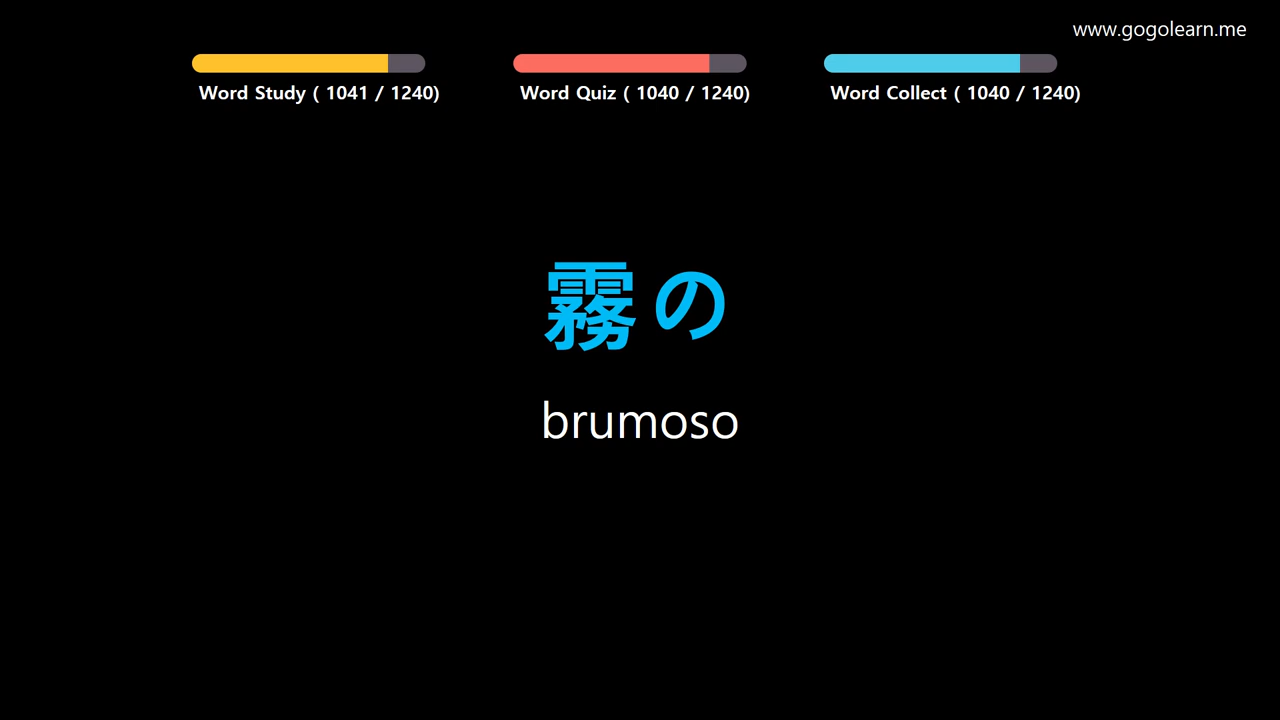 www.gogolearn.me
Word Study ( 1041 / 1240)
Word Quiz ( 1040 / 1240)
Word Collect ( 1040 / 1240)
霧の
brumoso